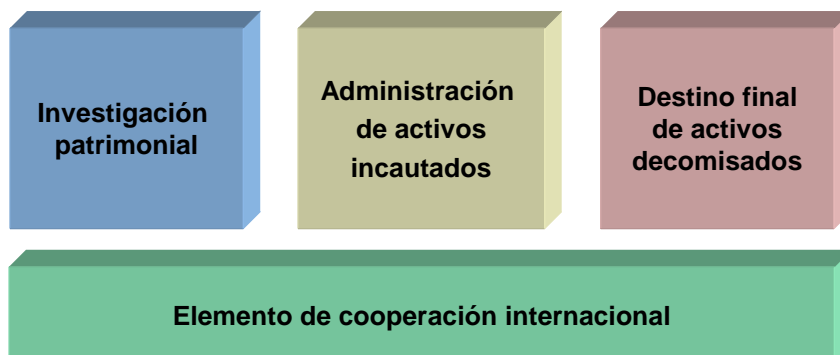 Investigación
patrimonial
Administración
de activos
incautados
Destino final
de activos
decomisados
Elemento de cooperación internacional